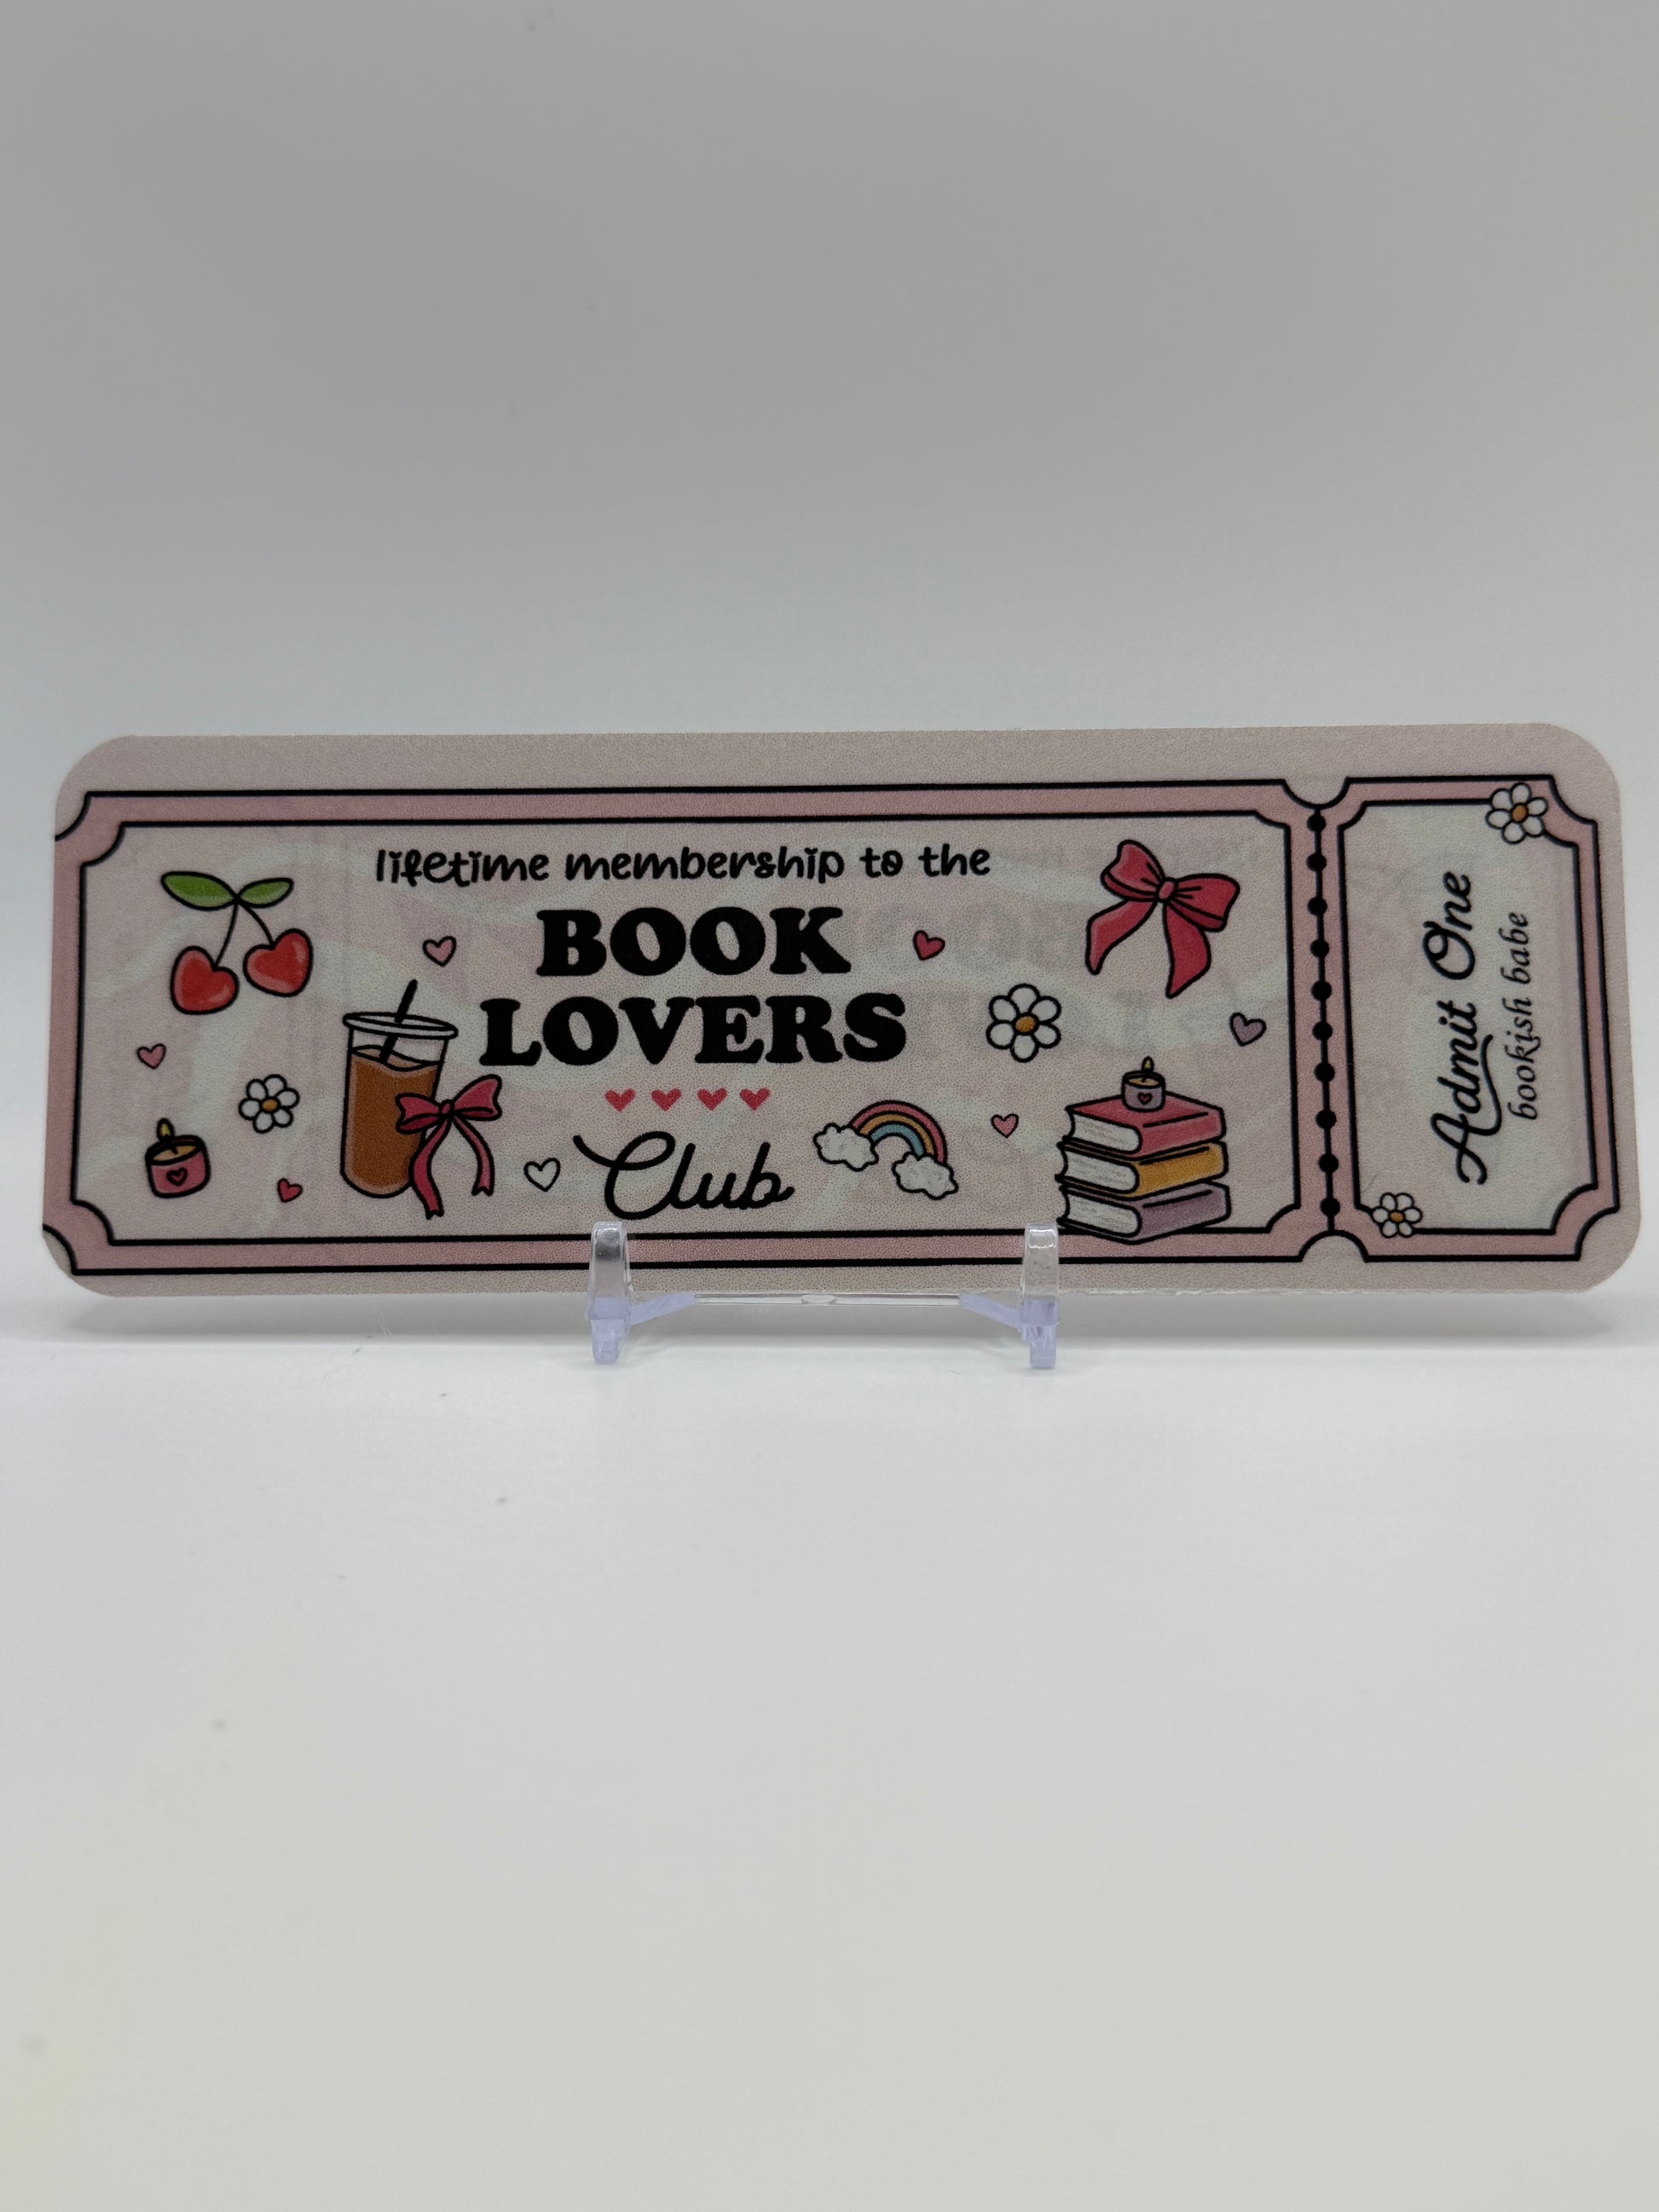 lifetime membership to the
BOOK
LOVERS
Club
Admit One
bookish babe